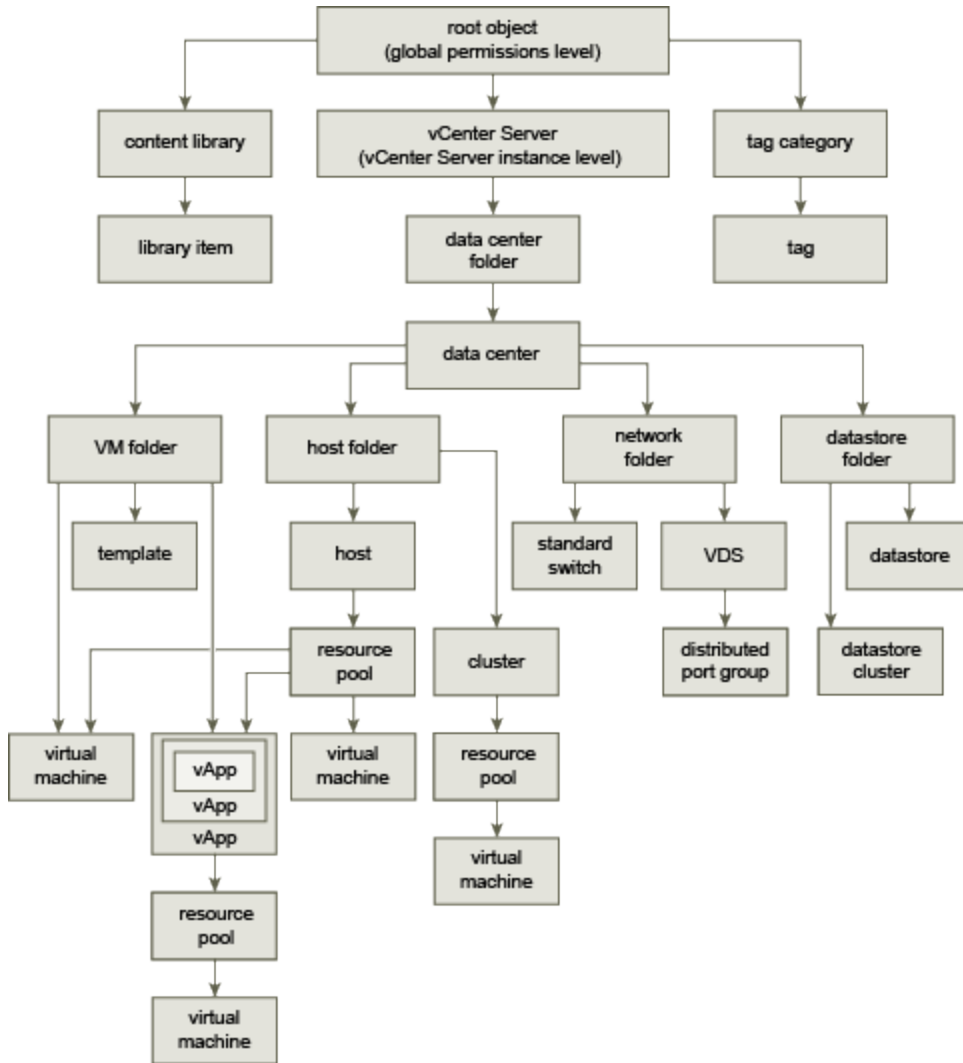 root object
(global permissions level)
content library
vCenter Server
(vCenter Server instance level)
tag category
library item
data center
folder
tag
data center
VM folder
host folder
network
folder
datastore
folder
template
host
standard
switch
VDS
datastore
resource
pool
cluster
distributed
port group
datastore
cluster
virtual
machine
vApp
vApp
vApp
virtual
machine
resource
pool
virtual
machine
resource
pool
virtual
machine